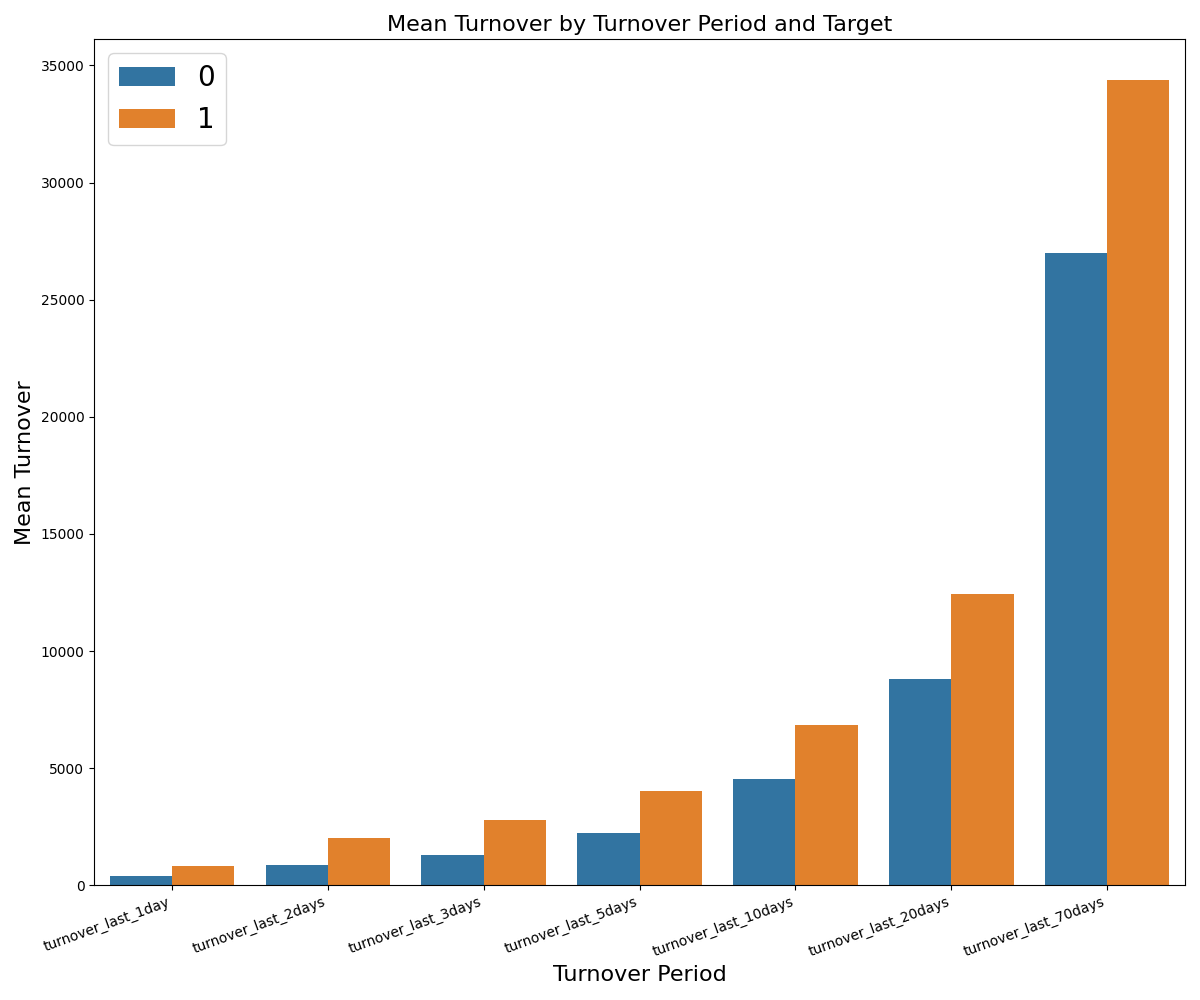 Mean Turnover by Turnover Period and Target
0
1
Mean Turnover
35000
30000
25000
20000
15000
10000
5000
0
turnover_last_1day
turnover_last_2days
turnover_last_3days
turnover_last_5days
turnover_last_10days
turnover_last_20days
turnover_last_70days
Turnover Period